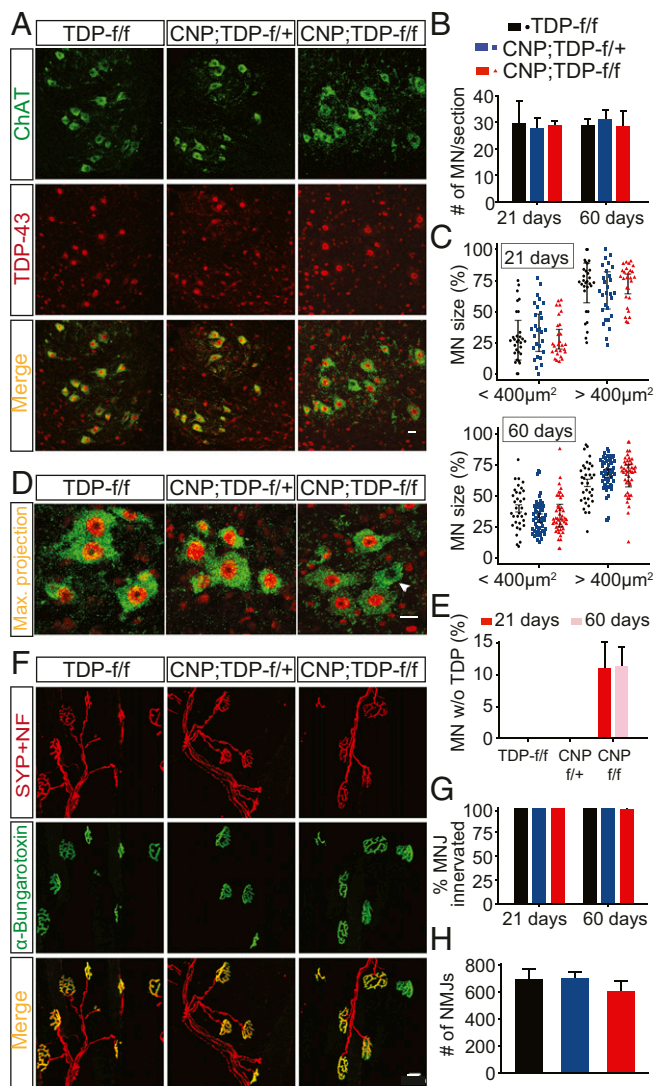 A
TDP-f/f
CNP;TDP-f/+
CNP;TDP-f/f
ChAT
TDP-43
Merge
B
TDP-f/f
CNP;TDP-f/+
CNP;TDP-f/f
# of MN/section
40
30
20
10
0
21 days
60 days
C
21 days
MN size (%)
100
75
50
25
0
< 400µm²
> 400µm²
60 days
MN size (%)
100
75
50
25
0
< 400µm²
> 400µm²
D
TDP-f/f
CNP;TDP-f/+
CNP;TDP-f/f
Max. projection
E
21 days
60 days
MN w/o TDP (%)
15
10
5
0
TDP-f/f
CNP f/+
CNP f/f
F
TDP-f/f
CNP;TDP-f/+
CNP;TDP-f/f
SYP+NF
α-Bungarotoxin
Merge
G
% MNJ
innervated
100
75
50
25
0
21 days
60 days
H
# of NMJs
800
600
400
200
0